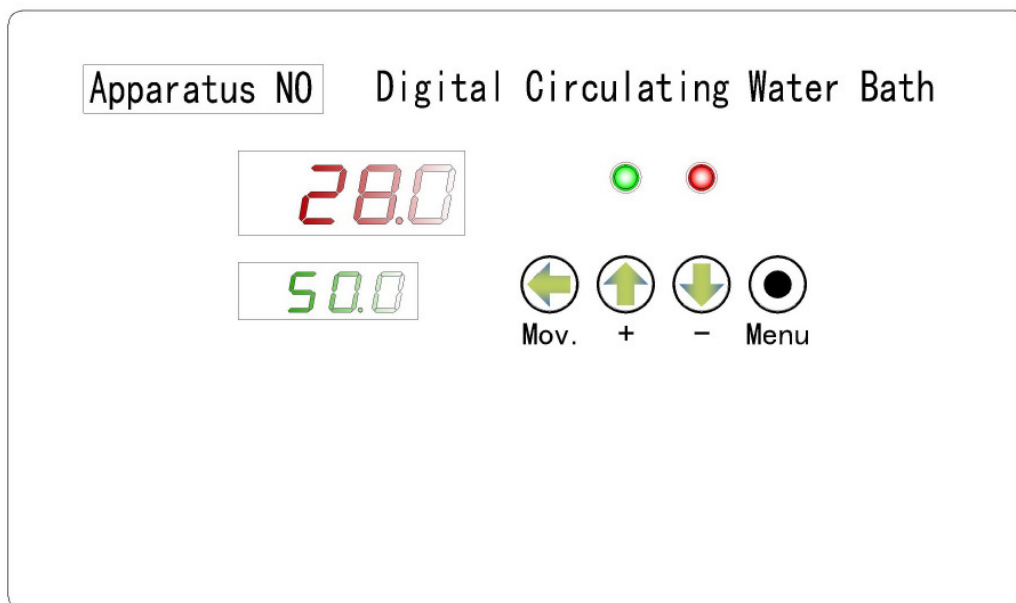 Apparatus NO
Digital Circulating Water Bath
28.0
50.0
Mov.
+
-
Menu